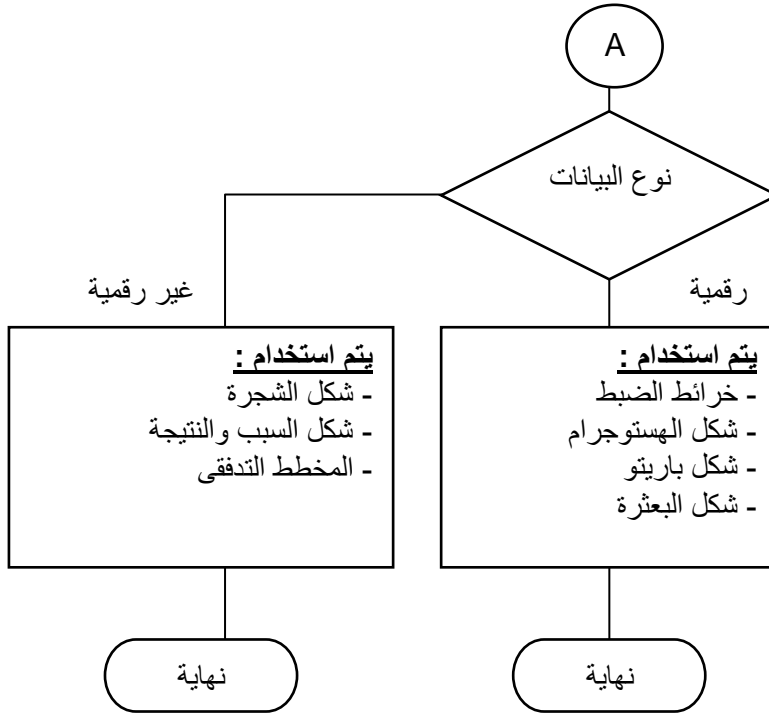 A
نوع البيانات
رقمية
غير رقمية
يتم استخدام :
- خرائط الضبط
- شكل الهستوجرام
- شكل باريتو
- شكل البعثرة
يتم استخدام :
- شكل الشجرة
- شكل السبب والنتيجة
- المخطط التدفقى
نهاية
نهاية